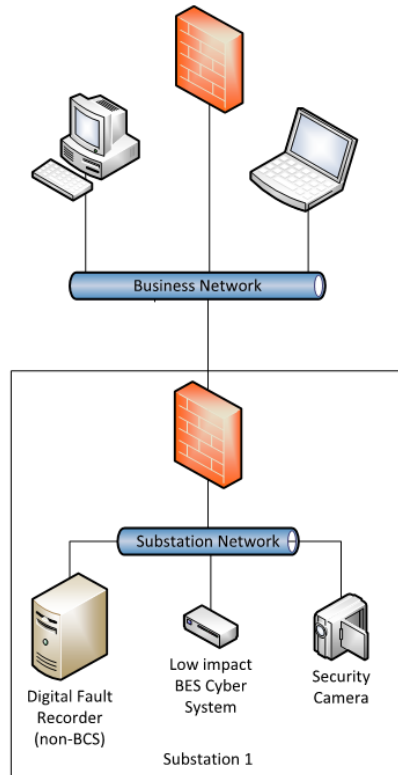 Business Network
Substation Network
Digital Fault
Recorder
(non-BCS)
Low impact
BES Cyber
System
Security
Camera
Substation 1